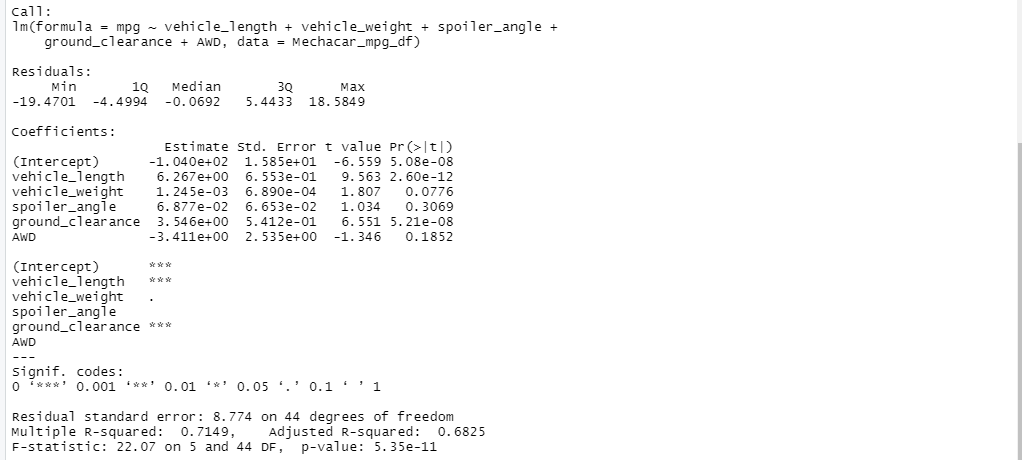 Call:
lm(formula = mpg ~ vehicle_length + vehicle_weight + spoiler_angle +
    ground_clearance + AWD, data = Mechacar_mpg_df)

Residuals:
     Min       1Q   Median       3Q      Max
-19.4701  -4.4994  -0.0692   5.4433  18.5849

Coefficients:
                   Estimate Std. Error t value Pr(>|t|)
(Intercept)      -1.040e+02  1.585e+01  -6.559 5.08e-08
vehicle_length    6.267e+00  6.553e-01   9.563 2.60e-12
vehicle_weight    1.245e-03  6.890e-04   1.807   0.0776
spoiler_angle     6.877e-02  6.653e-02   1.034   0.3069
ground_clearance  3.546e+00  5.412e-01   6.551 5.21e-08
AWD              -3.411e+00  2.535e+00  -1.346   0.1852

(Intercept)      ***
vehicle_length   ***
vehicle_weight   .
spoiler_angle
ground_clearance ***
AWD
---
Signif. codes:
0 ‘***’ 0.001 ‘**’ 0.01 ‘*’ 0.05 ‘.’ 0.1 ‘ ’ 1

Residual standard error: 8.774 on 44 degrees of freedom
Multiple R-squared:  0.7149,    Adjusted R-squared:  0.6825
F-statistic: 22.07 on 5 and 44 DF,  p-value: 5.35e-11